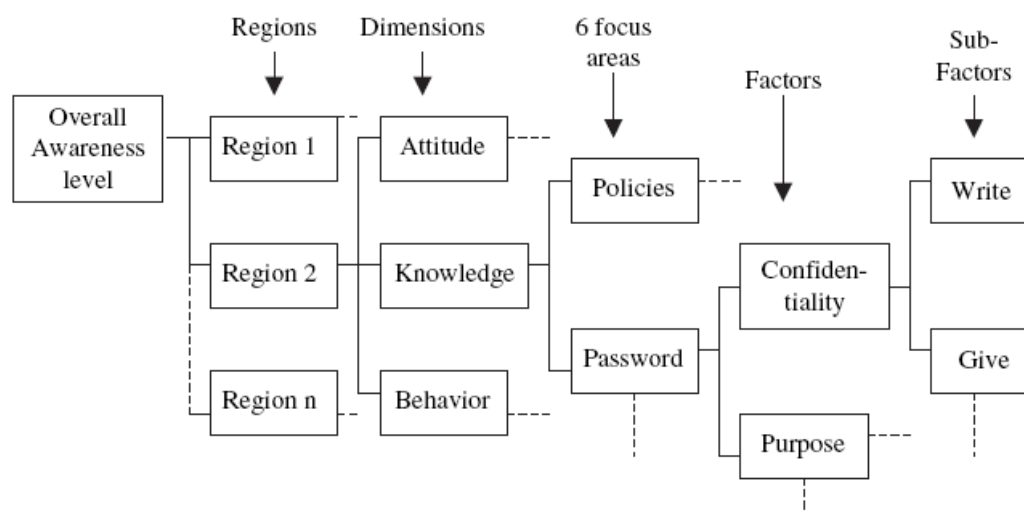 Regions
Dimensions
6 focus
areas
Factors
Sub-
Factors
Overall
Awareness
level
Region 1
Region 2
Region n
Attitude
Knowledge
Behavior
Policies
Password
Confiden-
tiality
Purpose
Write
Give